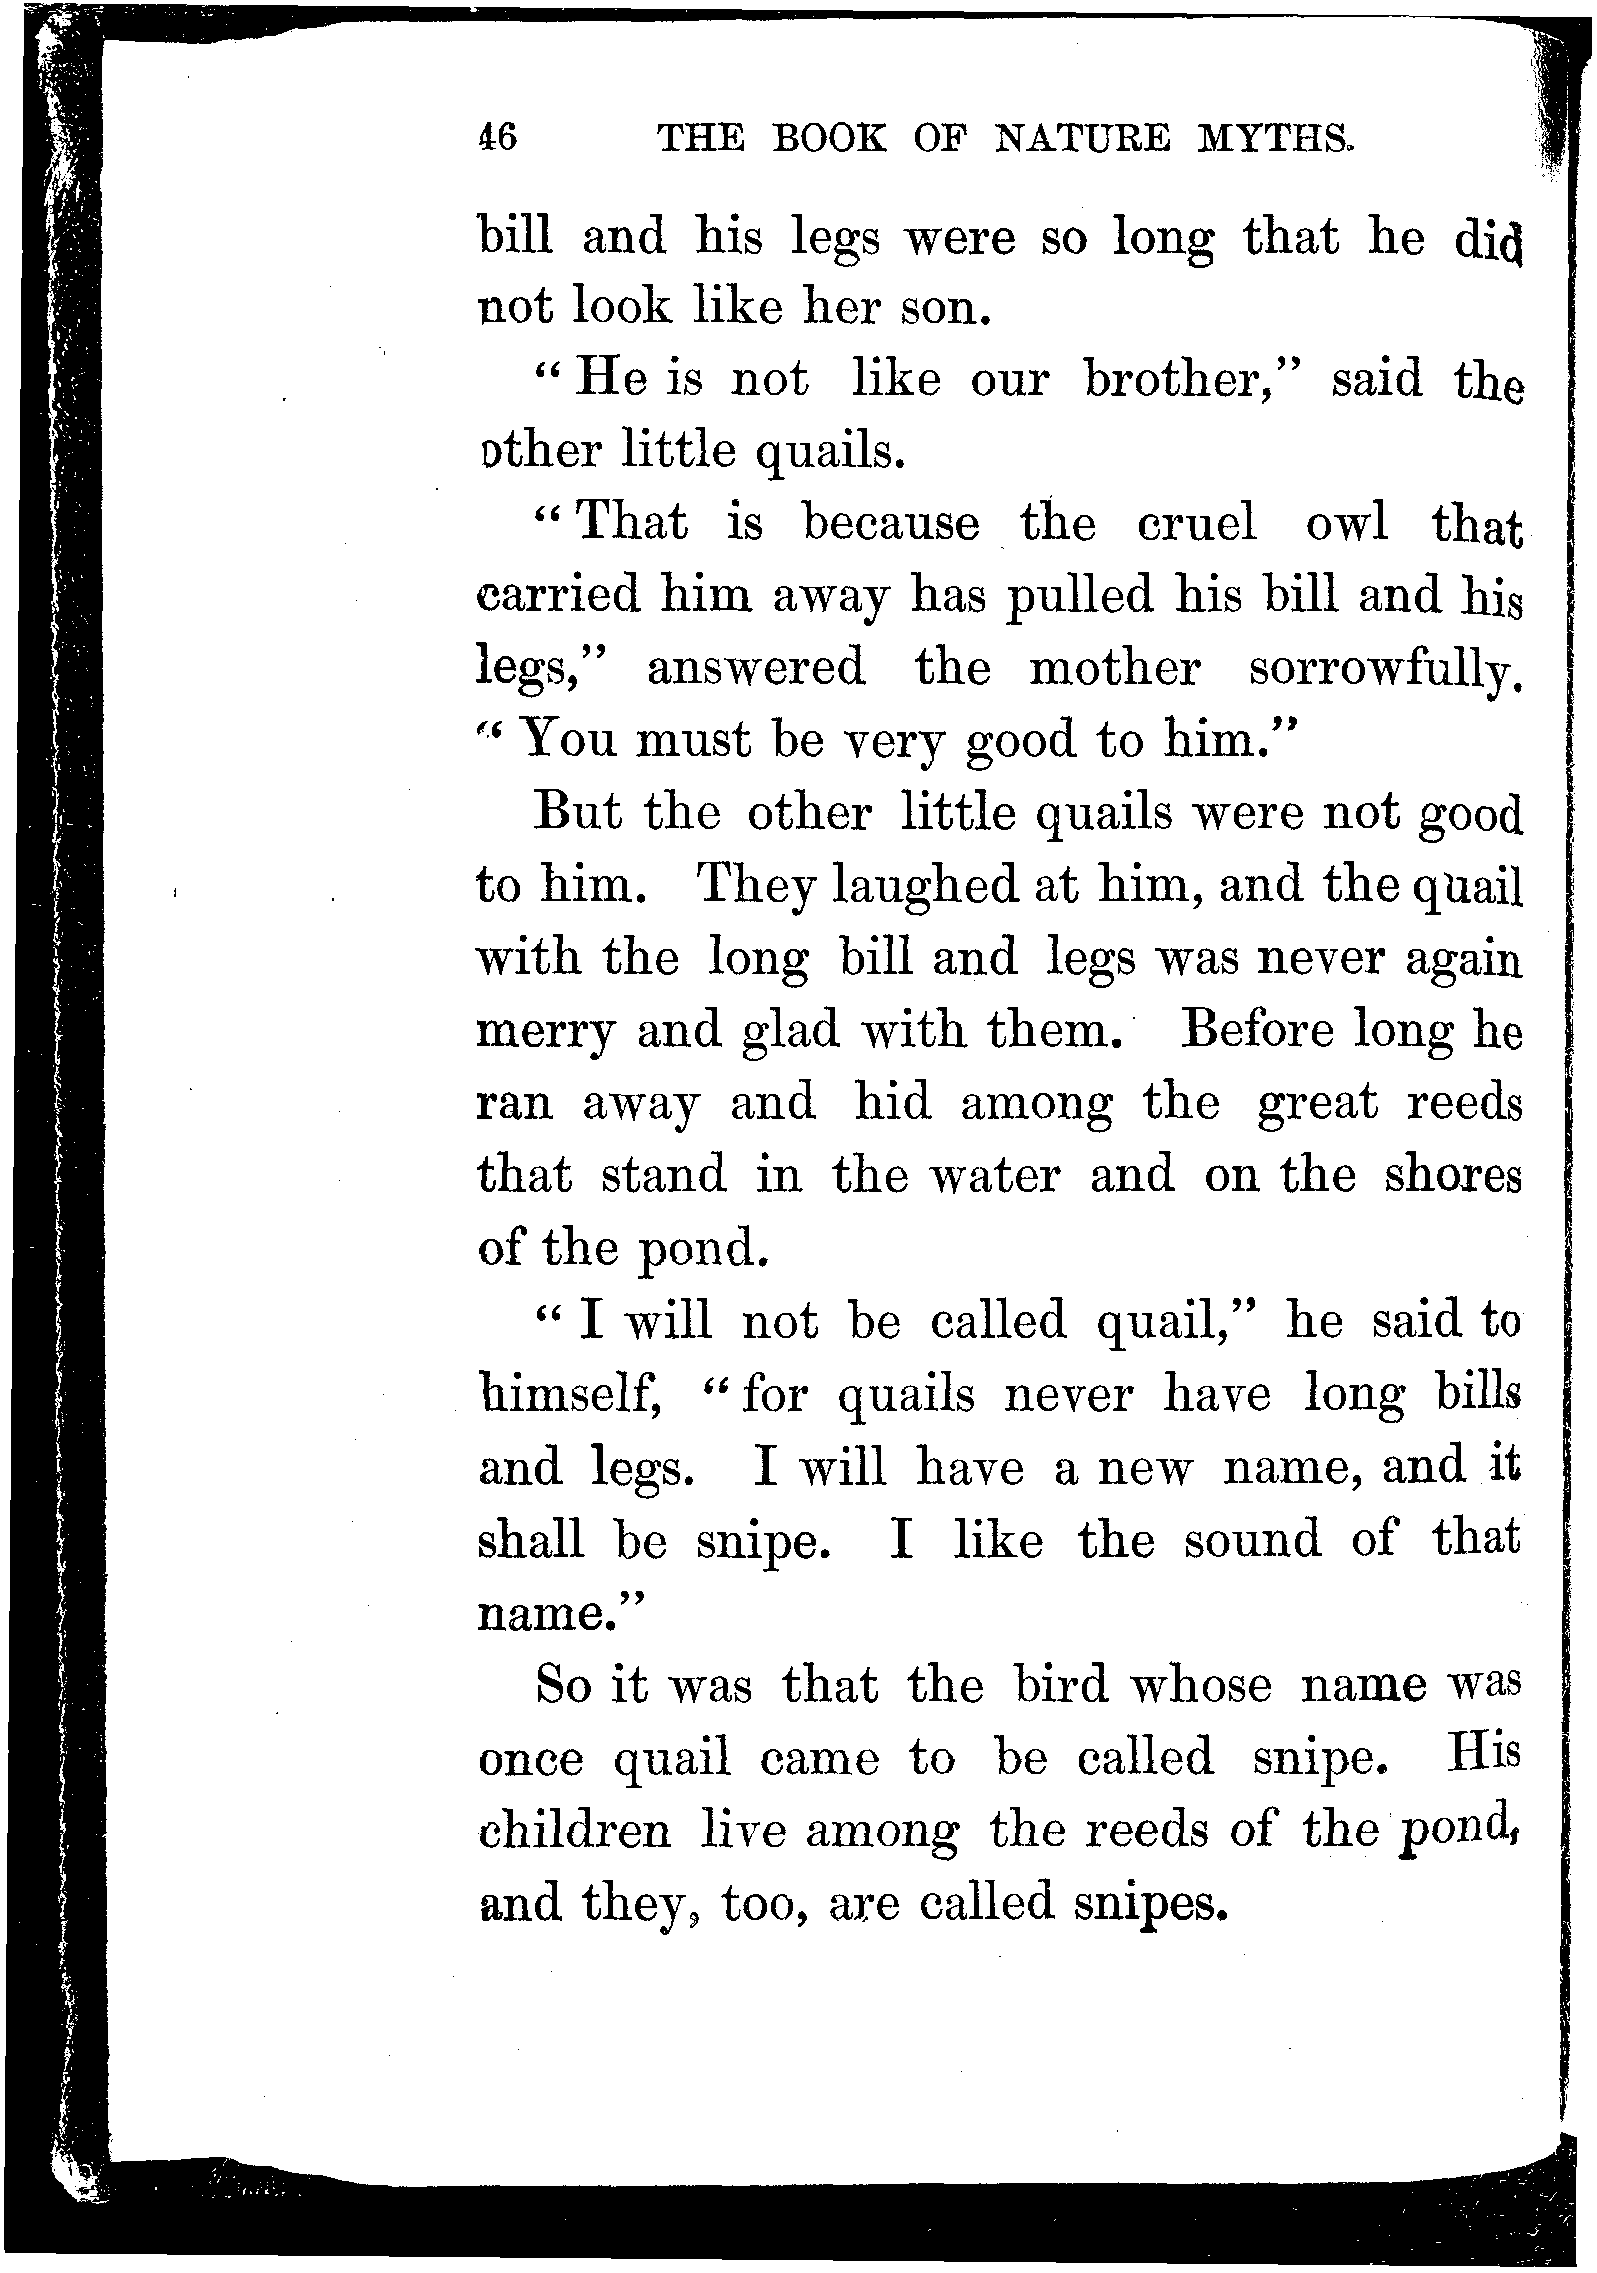 46 THE BOOK OF NATURE MYTHS.
bill and his legs were so long that he did
not look like her son.
“He is not like our brother,” said the
other little quails.
“That is because the cruel owl that
carried him away has pulled his bill and his
legs,” answered the mother sorrowfully.
“You must be very good to him.”
But the other little quails were not good
to him. They laughed at him, and the quail
with the long bill and legs was never again
merry and glad with them. Before long he
ran away and hid among the great reeds
that stand in the water and on the shores
of the pond.
“I will not be called quail,” he said to
himself, “for quails never have long bills
and legs. I will have a new name, and it
shall be snipe. I like the sound of that
name.”
So it was that the bird whose name was
once quail came to be called snipe. His
children live among the reeds of the pond,
and they, too, are called snipes.